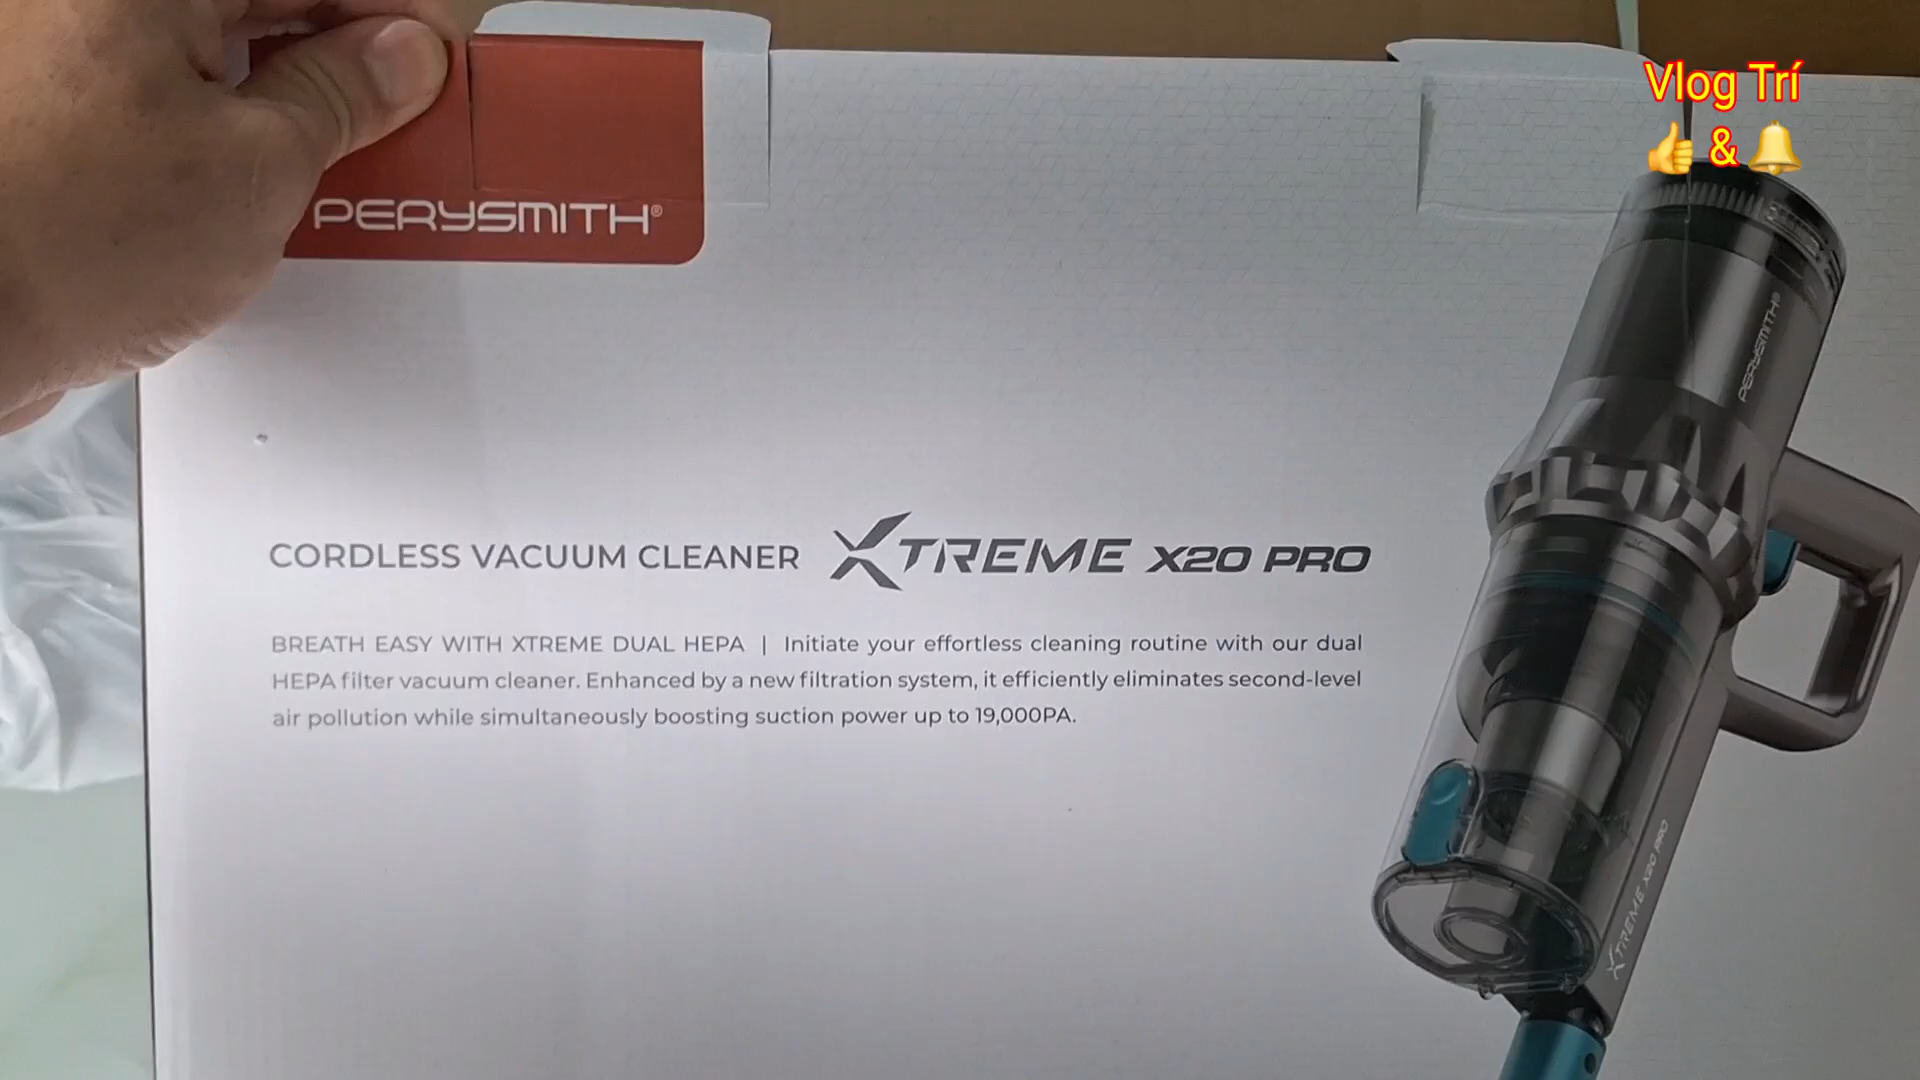 Vlog Trí
👍 & 🔔
PERYSMITH®
PERYSMITH®
CORDLESS VACUUM CLEANER XTREME X20 PRO
BREATH EASY WITH XTREME DUAL HEPA | Initiate your effortless cleaning routine with our dual
HEPA filter vacuum cleaner. Enhanced by a new filtration system, it efficiently eliminates second-level
air pollution while simultaneously boosting suction power up to 19,000PA.
XTREME X20 PRO